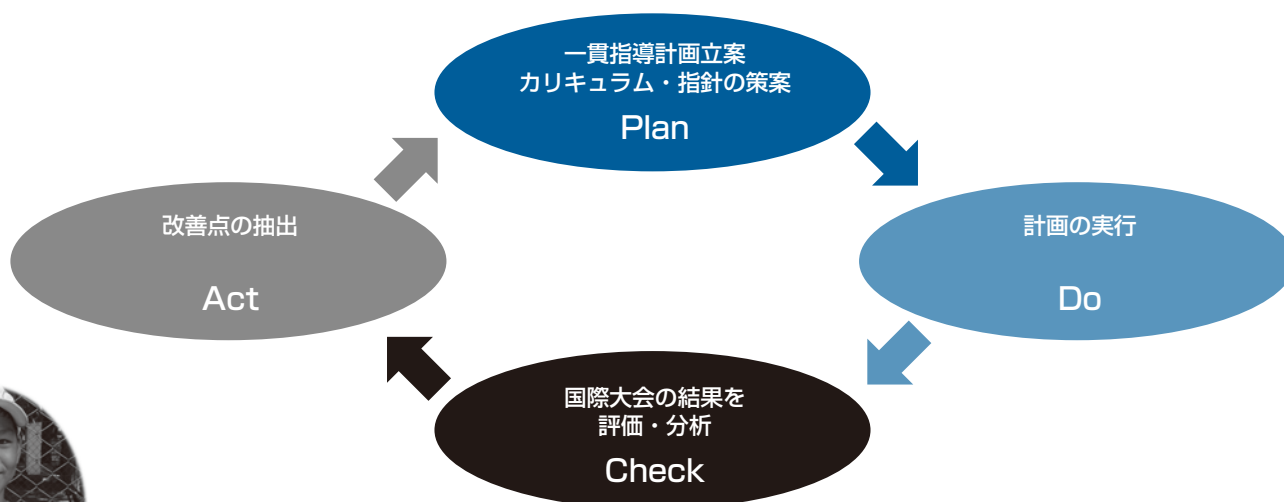 一貫指導計画立案
カリキュラム・指針の策案
Plan
計画の実行
Do
国際大会の結果を
評価・分析
Check
改善点の抽出
Act